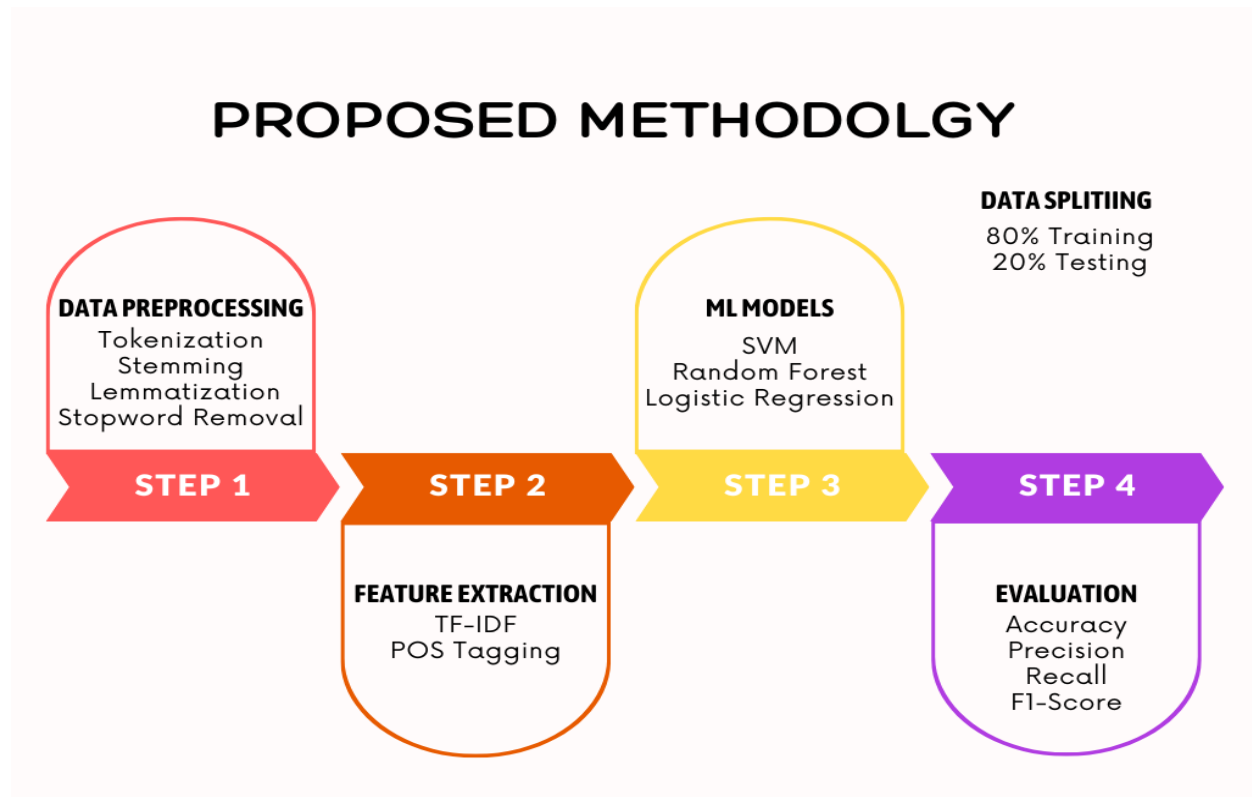 PROPOSED METHODOLGY
DATA SPLITIING
80% Training
20% Testing
DATA PREPROCESSING
Tokenization
Stemming
Lemmatization
Stopword Removal
ML MODELS
SVM
Random Forest
Logistic Regression
STEP 1
STEP 2
STEP 3
STEP 4
FEATURE EXTRACTION
TF-IDF
POS Tagging
EVALUATION
Accuracy
Precision
Recall
F1-Score